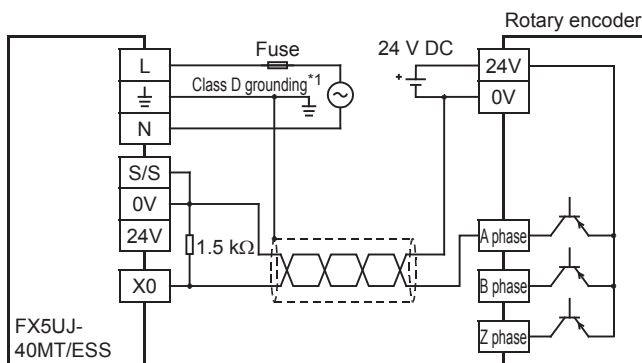 Rotary encoder
Fuse
24 V DC
L
Class D grounding*1
24V
+
0V
N
S/S
0V
24V
1.5 kΩ
A phase
X0
B phase
Z phase
FX5UJ-
40MT/ESS